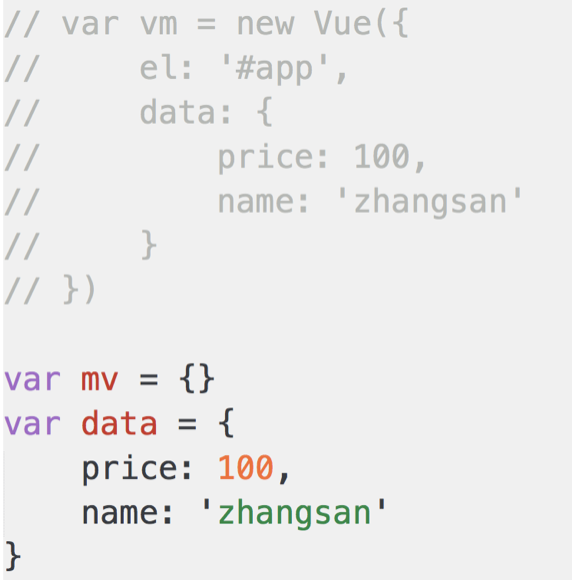 // var vm = new Vue({
//     el: '#app',
//     data: {
//         price: 100,
//         name: 'zhangsan'
//     }
// })

var mv = {}
var data = {
    price: 100,
    name: 'zhangsan'
}